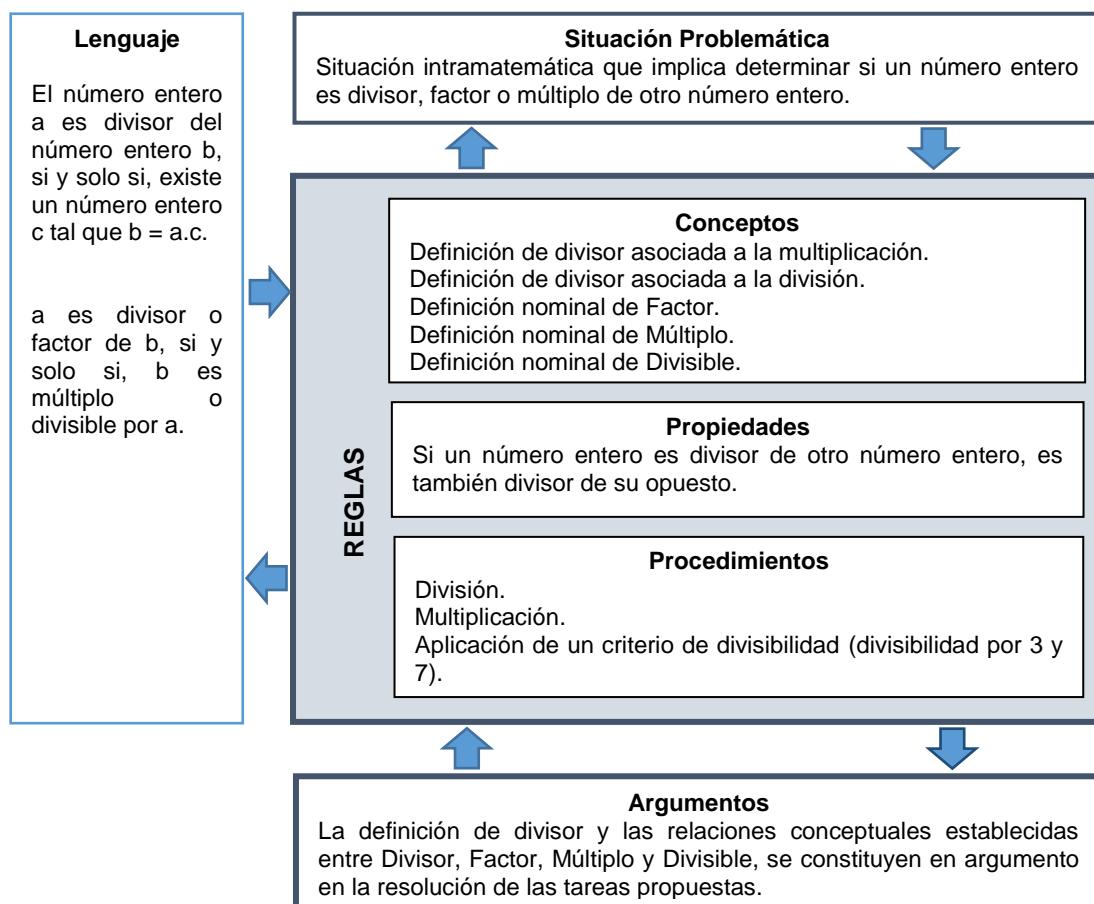 Lenguaje
El número entero
a es divisor del
número entero b,
si y solo si, existe
un número entero
c tal que b = a.c.
a es divisor o
factor de b, si y
solo si, b es
múltiplo o
divisible por a.
Situación Problemática
Situación intramatemática que implica determinar si un número entero
es divisor, factor o múltiplo de otro número entero.
REGLAS
Conceptos
Definición de divisor asociada a la multiplicación.
Definición de divisor asociada a la división.
Definición nominal de Factor.
Definición nominal de Múltiplo.
Definición nominal de Divisible.
Propiedades
Si un número entero es divisor de otro número entero, es
también divisor de su opuesto.
Procedimientos
División.
Multiplicación.
Aplicación de un criterio de divisibilidad (divisibilidad por 3 y
7).
Argumentos
La definición de divisor y las relaciones conceptuales establecidas
entre Divisor, Factor, Múltiplo y Divisible, se constituyen en argumento
en la resolución de las tareas propuestas.